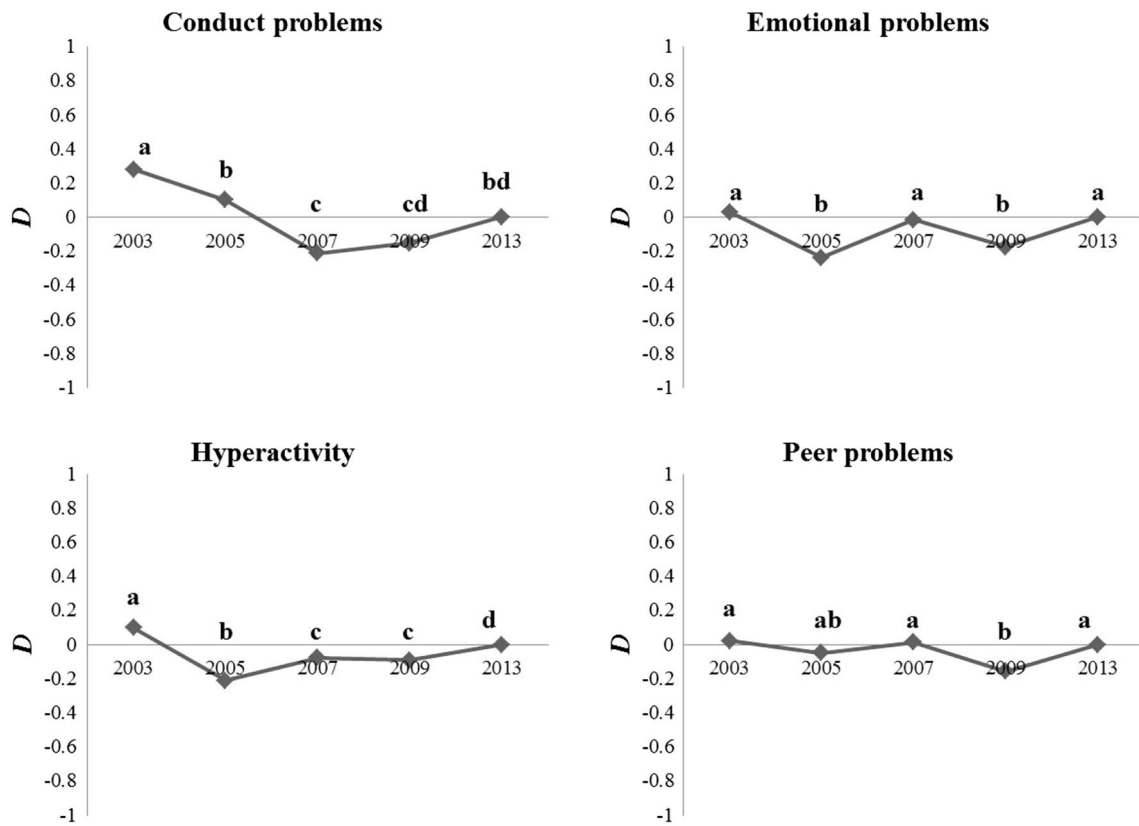 Conduct problems
1
0.8
0.6
0.4
0.2
0
-0.2
-0.4
-0.6
-0.8
-1
D
a
b
c
cd
bd
2003 2005 2007 2009 2013
Emotional problems
1
0.8
0.6
0.4
0.2
0
-0.2
-0.4
-0.6
-0.8
-1
D
a
b
a
b
a
2003 2005 2007 2009 2013
Hyperactivity
1
0.8
0.6
0.4
0.2
0
-0.2
-0.4
-0.6
-0.8
-1
D
a
b
c
c
d
2003 2005 2007 2009 2013
Peer problems
1
0.8
0.6
0.4
0.2
0
-0.2
-0.4
-0.6
-0.8
-1
D
a
ab
a
b
a
2003 2005 2007 2009 2013